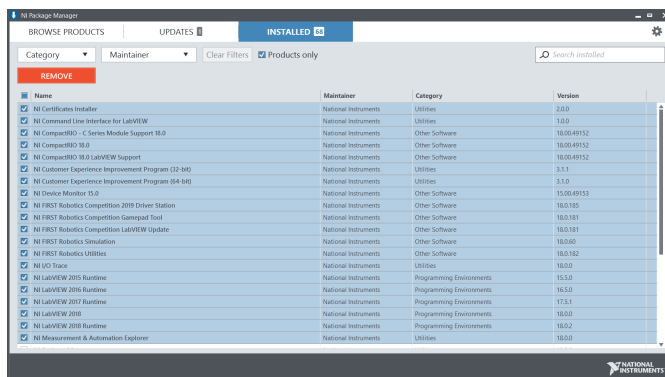 NI Package Manager
BROWSE PRODUCTS UPDATES INSTALLED 68
Category Maintainer Clear Filters Products only Search installed
REMOVE
Name Maintainer Category Version
NI Certificates Installer National Instruments Utilities 2.0.0
NI Command Line Interface for LabVIEW National Instruments Utilities 1.0.0
NI CompactRIO - C Series Module Support 18.0 National Instruments Other Software 18.00.49152
NI CompactRIO 18.0 National Instruments Other Software 18.00.49152
NI CompactRIO 18.0 LabVIEW Support National Instruments Other Software 18.00.49152
NI Customer Experience Improvement Program (32-bit) National Instruments Utilities 3.1.1
NI Customer Experience Improvement Program (64-bit) National Instruments Utilities 3.1.0
NI Device Monitor 15.0 National Instruments Other Software 15.00.49153
NI FIRST Robotics Competition 2019 Driver Station National Instruments Other Software 18.0.185
NI FIRST Robotics Competition Gamepad Tool National Instruments Other Software 18.0.181
NI FIRST Robotics Competition LabVIEW Update National Instruments Other Software 18.0.181
NI FIRST Robotics Simulation National Instruments Other Software 18.0.60
NI FIRST Robotics Utilities National Instruments Other Software 18.0.182
NI I/O Trace National Instruments Utilities 18.0.0
NI LabVIEW 2015 Runtime National Instruments Programming Environments 15.5.0
NI LabVIEW 2016 Runtime National Instruments Programming Environments 16.5.0
NI LabVIEW 2017 Runtime National Instruments Programming Environments 17.3.1
NI LabVIEW 2018 National Instruments Programming Environments 18.0.0
NI LabVIEW 2018 Runtime National Instruments Programming Environments 18.0.2
NI Measurement & Automation Explorer National Instruments Utilities 18.0.0
NATIONAL
INSTRUMENTS